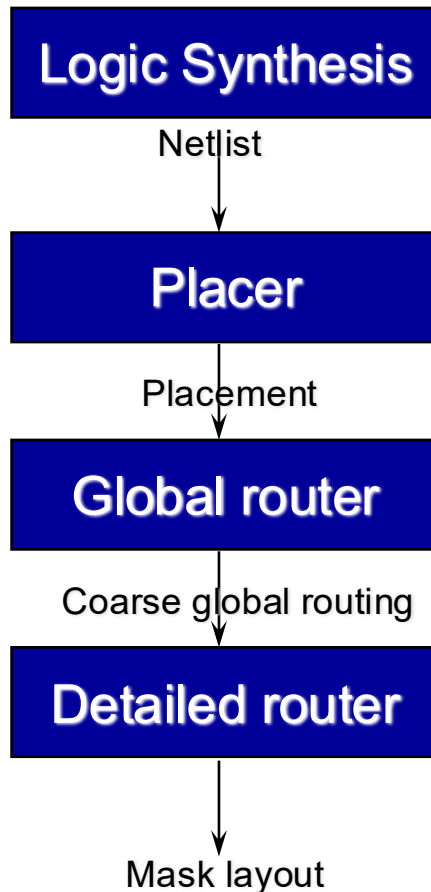 Logic Synthesis
Netlist
Placer
Placement
Global router
Coarse global routing
Detailed router
Mask layout